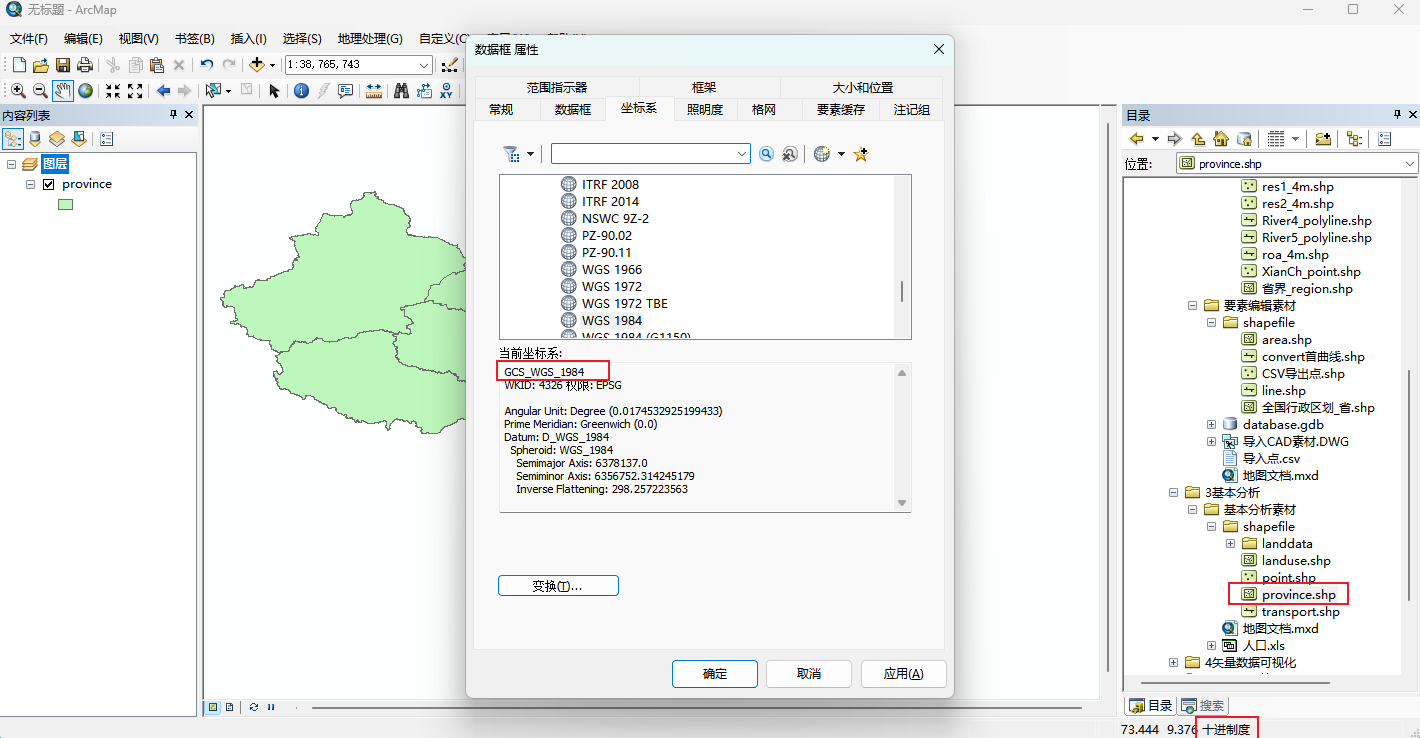 无标题 - ArcMap
文件(F) 编辑(E) 视图(V) 书签(B) 插入(I) 选择(S) 地理处理(G) 自定义(C
1:38,765,743
内容列表
图层
province
数据框 属性
范围指示器 框架 大小和位置
常规 数据框 坐标系 照明度 格网 要素缓存 注记组
ITRF 2008
ITRF 2014
NSWC 9Z-2
PZ-90.02
PZ-90.11
WGS 1966
WGS 1972
WGS 1972 TBE
WGS 1984
WGS 1984 (G1150)
当前坐标系:
GCS_WGS_1984
WKID: 4326 权限: EPSG
Angular Unit: Degree (0.0174532925199433)
Prime Meridian: Greenwich (0.0)
Datum: D_WGS_1984
Spheroid: WGS_1984
Semimajor Axis: 6378137.0
Semiminor Axis: 6356752.314245179
Inverse Flattening: 298.257223563
变换(T)...
确定 取消 应用(A)
目录
位置: province.shp
res1_4m.shp
res2_4m.shp
River4_polyline.shp
River5_polyline.shp
roa_4m.shp
XianCh_point.shp
省界_region.shp
要素编辑素材
shapefile
area.shp
convert首曲线.shp
CSV导出点.shp
line.shp
全国行政区划_省.shp
database.gdb
导入CAD素材.DWG
导入点.csv
地图文档.mxd
3基本分析
基本分析素材
shapefile
landdata
landuse.shp
point.shp
province.shp
transport.shp
地图文档.mxd
人口.xls
4矢量数据可视化
目录 搜索
73.444 9.376 十进制度